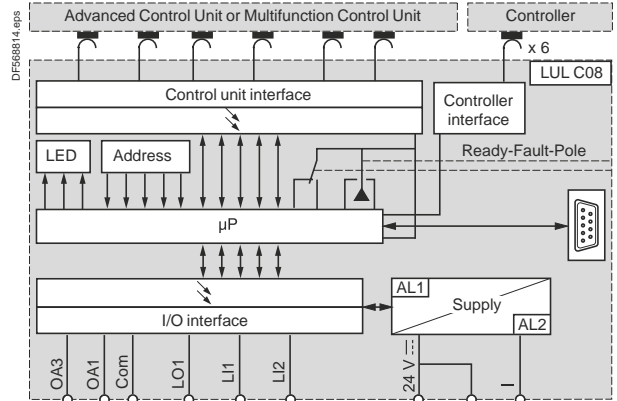 Advanced Control Unit or Multifunction Control Unit
Controller
DF568814.eps
x 6
LUL C08
Control unit interface
Controller
interface
LED
Address
Ready-Fault-Pole
µP
AL1
Supply
AL2
I/O interface
OA3
OA1
Com
LO1
LI1
LI2
24 V
I